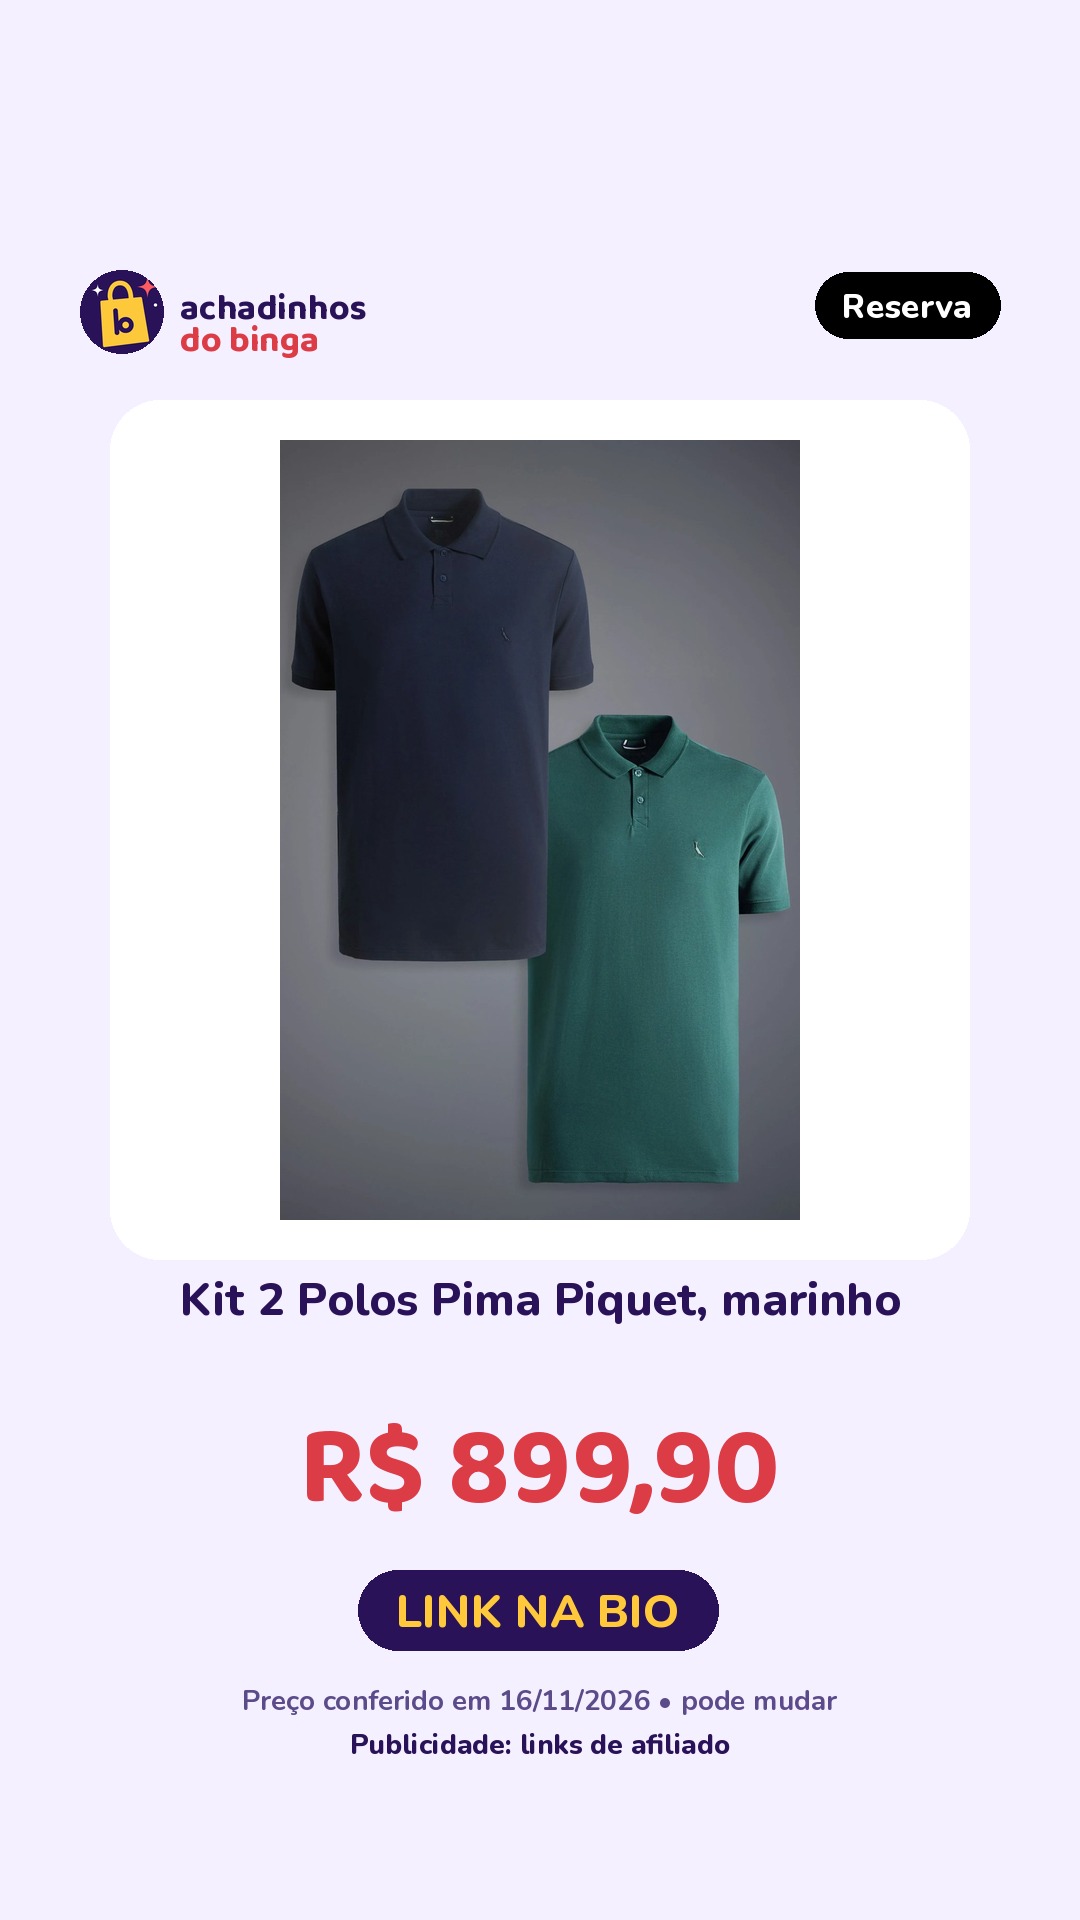 achadinhos
do binga
Reserva
Kit 2 Polos Pima Piquet, marinho
R$ 899,90
LINK NA BIO
Preço conferido em 16/11/2026 • pode mudar
Publicidade: links de afiliado